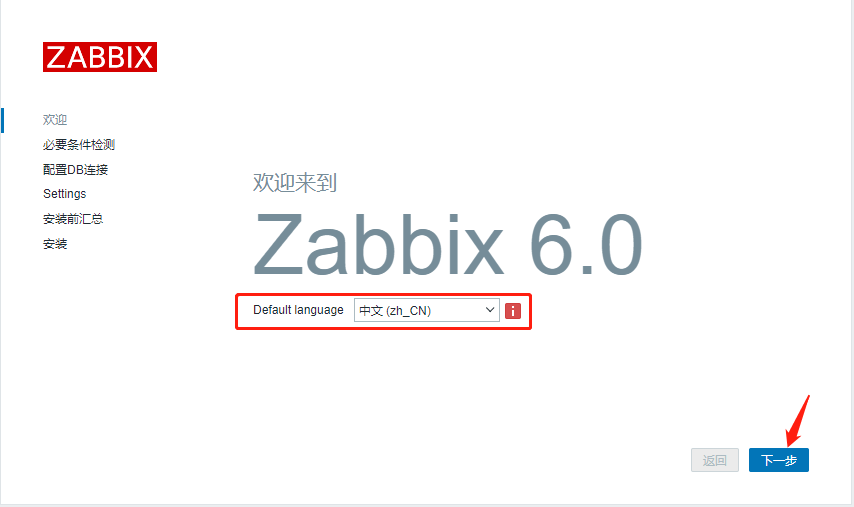 ZABBIX
欢迎
必要条件检测
配置DB连接
Settings
安装前汇总
安装
欢迎来到
Zabbix 6.0
Default language 中文 (zh_CN) i
返回 下一步